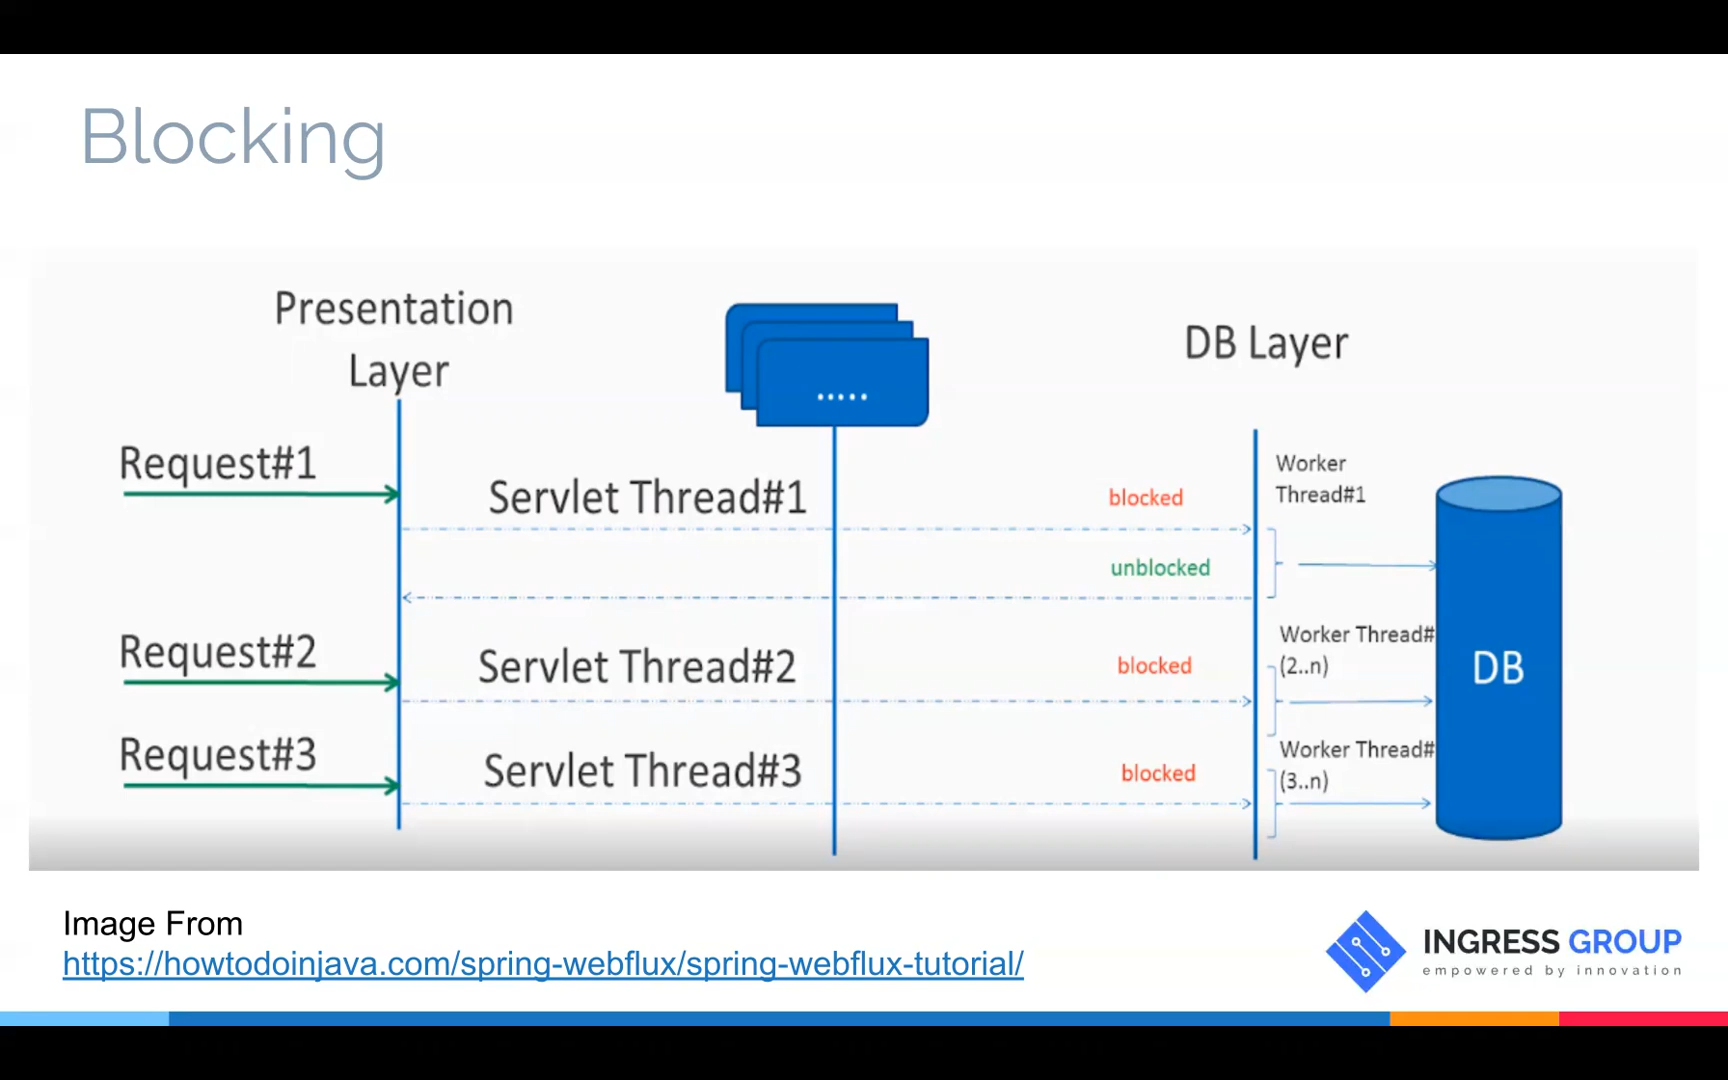 Blocking
Presentation
Layer
.....
DB Layer
Request#1
Servlet Thread#1
blocked
Worker
Thread#1
unblocked
Request#2
Servlet Thread#2
blocked
Worker Thread#
(2..n)
DB
Request#3
Servlet Thread#3
blocked
Worker Thread#
(3..n)
Image From
https://howtodoinjava.com/spring-webflux/spring-webflux-tutorial/
INGRESS GROUP
empowered by innovation